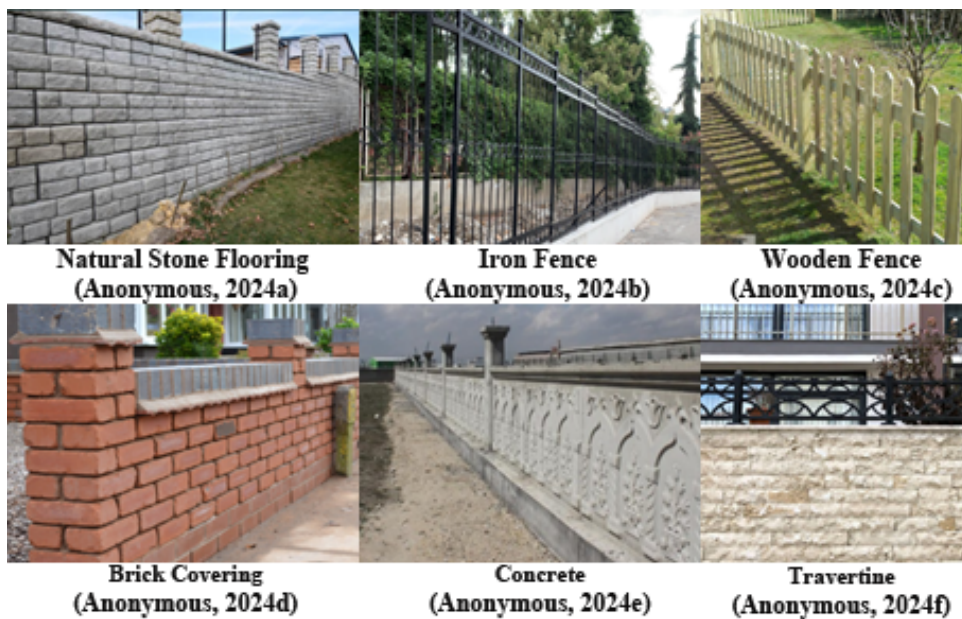 Natural Stone Flooring
(Anonymous, 2024a)
Iron Fence
(Anonymous, 2024b)
Wooden Fence
(Anonymous, 2024c)
Brick Covering
(Anonymous, 2024d)
Concrete
(Anonymous, 2024e)
Travertine
(Anonymous, 2024f)